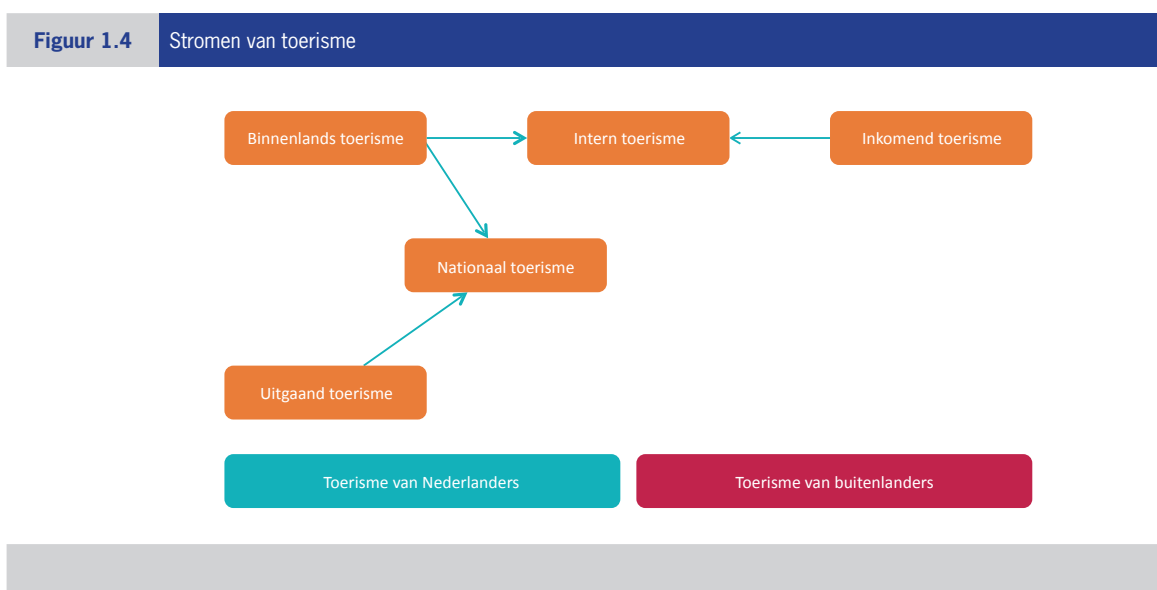 Figuur 1.4
Stromen van toerisme
Binnenlands toerisme
Intern toerisme
Inkomend toerisme
Nationaal toerisme
Uitgaand toerisme
Toerisme van Nederlanders
Toerisme van buitenlanders